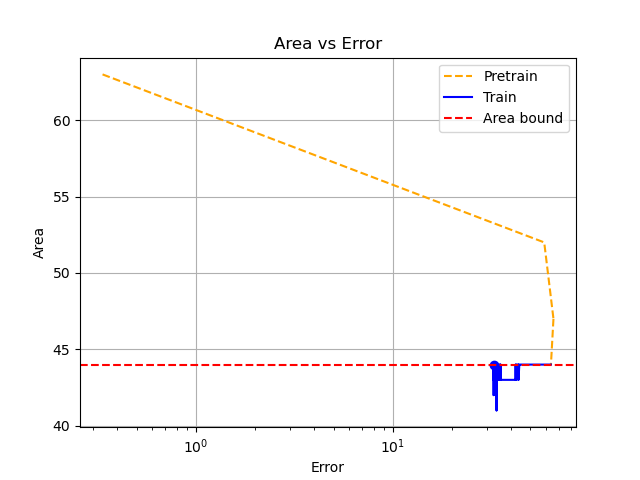 Area vs Error
Pretrain
Train
Area bound
60
55
50
45
40
Area
10⁰
10¹
Error